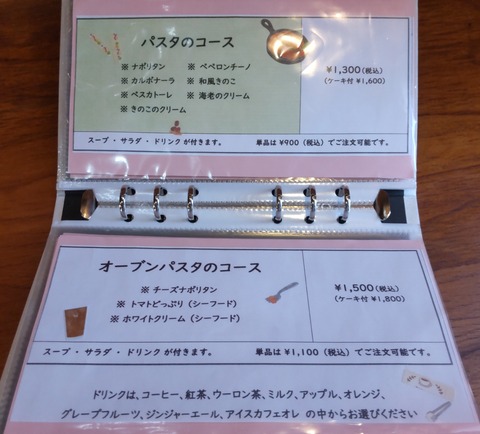 パスタのコース
※ ナポリタン ※ ペペロンチーノ
※ カルボナーラ ※ 和風きのこ
※ ペスカトーレ ※ 海老のクリーム
※ きのこのクリーム
¥1,300(税込)
(ケーキ付 ¥1,600)
スープ・サラダ・ドリンク が付きます。 単品は ¥900(税込)でご注文可能です。
オーブンパスタのコース
※ チーズナポリタン
※ トマトどっぷり(シーフード)
※ ホワイトクリーム(シーフード)
¥1,500(税込)
(ケーキ付 ¥1,800)
スープ・サラダ・ドリンク が付きます。 単品は ¥1,100(税込)でご注文可能です。
ドリンクは、コーヒー、紅茶、ウーロン茶、ミルク、アップル、オレンジ、
グレープフルーツ、ジンジャーエール、アイスカフェオレ の中からお選びください